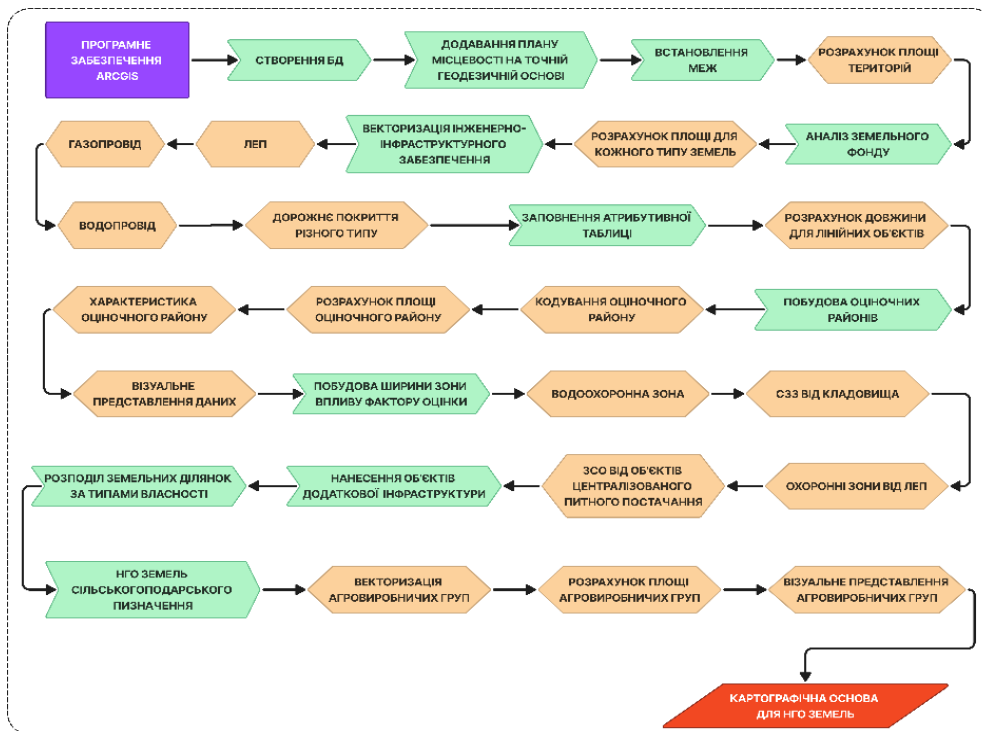 ПРОГРАМНЕ
ЗАБЕЗПЕЧЕННЯ
ARCGIS
СТВОРЕННЯ БД
ДОДАВАННЯ ПЛАНУ
МІСЦЕВОСТІ НА ТОЧНІЙ
ГЕОДЕЗИЧНІЙ ОСНОВІ
ВСТАНОВЛЕННЯ
МЕЖ
РОЗРАХУНОК ПЛОЩІ
ТЕРИТОРІЙ
АНАЛІЗ ЗЕМЕЛЬНОГО
ФОНДУ
РОЗРАХУНОК ПЛОЩІ ДЛЯ
КОЖНОГО ТИПУ ЗЕМЕЛЬ
ВЕКТОРИЗАЦІЯ ІНЖЕНЕРНО-
ІНФРАСТРУКТУРНОГО
ЗАБЕЗПЕЧЕННЯ
ЛЕП
ГАЗОПРОВІД
ВОДОПРОВІД
ДОРОЖНЄ ПОКРИТТЯ
РІЗНОГО ТИПУ
ЗАПОВНЕННЯ АТРИБУТИВНОЇ
ТАБЛИЦІ
РОЗРАХУНОК ДОВЖИНИ
ДЛЯ ЛІНІЙНИХ ОБ'ЄКТІВ
ПОБУДОВА ОЦІНОЧНИХ
РАЙОНІВ
КОДУВАННЯ ОЦІНОЧНОГО
РАЙОНУ
РОЗРАХУНОК ПЛОЩІ
ОЦІНОЧНОГО РАЙОНУ
ХАРАКТЕРИСТИКА
ОЦІНОЧНОГО РАЙОНУ
ВІЗУАЛЬНЕ
ПРЕДСТАВЛЕННЯ ДАНИХ
ПОБУДОВА ШИРИНИ ЗОНИ
ВПЛИВУ ФАКТОРУ ОЦІНКИ
ВОДООХОРОННА ЗОНА
СЗЗ ВІД КЛАДОВИЩА
ОХОРОННІ ЗОНИ ВІД ЛЕП
ЗСО ВІД ОБ'ЄКТІВ
ЦЕНТРАЛІЗОВАНОГО
ПИТНОГО ПОСТАЧАННЯ
НАНЕСЕННЯ ОБ'ЄКТІВ
ДОДАТКОВОЇ ІНФРАСТРУКТУРИ
РОЗПОДІЛ ЗЕМЕЛЬНИХ ДІЛЯНОК
ЗА ТИПАМИ ВЛАСНОСТІ
НГО ЗЕМЕЛЬ
СІЛЬСЬКОГОПОДАРСЬКОГО
ПИЗНАЧЕННЯ
ВЕКТОРИЗАЦІЯ
АГРОВИРОБНИЧИХ ГРУП
РОЗРАХУНОК ПЛОЩІ
АГРОВИРОБНИЧИХ ГРУП
ВІЗУАЛЬНЕ ПРЕДСТАВЛЕННЯ
АГРОВИРОБНИЧИХ ГРУП
КАРТОГРАФІЧНА ОСНОВА
ДЛЯ НГО ЗЕМЕЛЬ